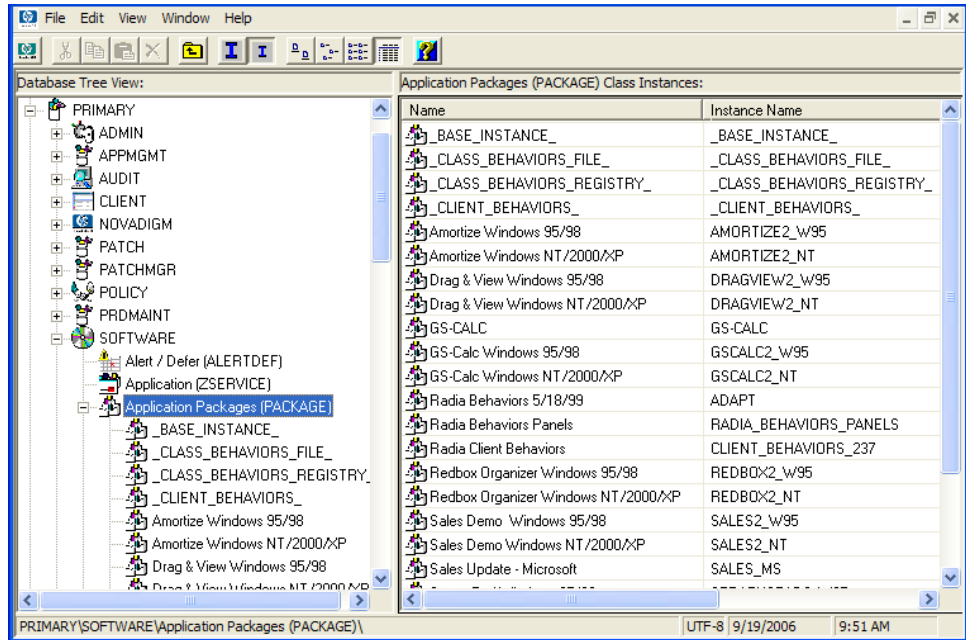 File Edit View Window Help
Database Tree View:
PRIMARY
ADMIN
APPMGMT
AUDIT
CLIENT
NOVADIGM
PATCH
PATCHMGR
POLICY
PRDMAINT
SOFTWARE
Alert / Defer (ALERTDEF)
Application (ZSERVICE)
Application Packages (PACKAGE)
_BASE_INSTANCE_
_CLASS_BEHAVIORS_FILE_
_CLASS_BEHAVIORS_REGISTRY_
_CLIENT_BEHAVIORS_
Amortize Windows 95/98
Amortize Windows NT/2000/XP
Drag & View Windows 95/98
Drag & View Windows NT/2000/XP
Application Packages (PACKAGE) Class Instances:
Name Instance Name
_BASE_INSTANCE_ _BASE_INSTANCE_
_CLASS_BEHAVIORS_FILE_ _CLASS_BEHAVIORS_FILE_
_CLASS_BEHAVIORS_REGISTRY_ _CLASS_BEHAVIORS_REGISTRY_
_CLIENT_BEHAVIORS_ _CLIENT_BEHAVIORS_
Amortize Windows 95/98 AMORTIZE2_W95
Amortize Windows NT/2000/XP AMORTIZE2_NT
Drag & View Windows 95/98 DRAGVIEW2_W95
Drag & View Windows NT/2000/XP DRAGVIEW2_NT
GS-CALC GS-CALC
GS-Calc Windows 95/98 GSCALC2_W95
GS-Calc Windows NT/2000/XP GSCALC2_NT
Radia Behaviors 5/18/99 ADAPT
Radia Behaviors Panels RADIA_BEHAVIORS_PANELS
Radia Client Behaviors CLIENT_BEHAVIORS_237
Redbox Organizer Windows 95/98 REDBOX2_W95
Redbox Organizer Windows NT/2000/XP REDBOX2_NT
Sales Demo Windows 95/98 SALES2_W95
Sales Demo Windows NT/2000/XP SALES2_NT
Sales Update - Microsoft SALES_MS
PRIMARY\SOFTWARE\Application Packages (PACKAGE)\ UTF-8 9/19/2006 9:51 AM